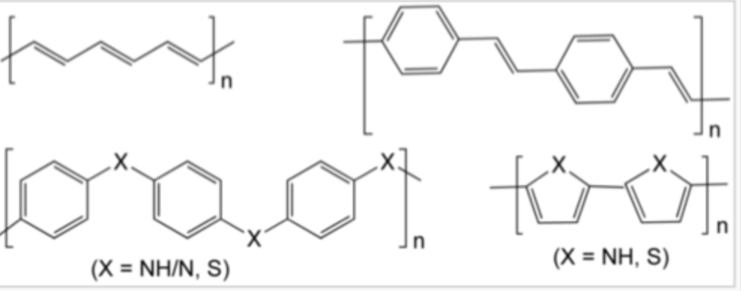 n
n
X
X
X
n
(X = NH/N, S)
X
X
n
(X = NH, S)